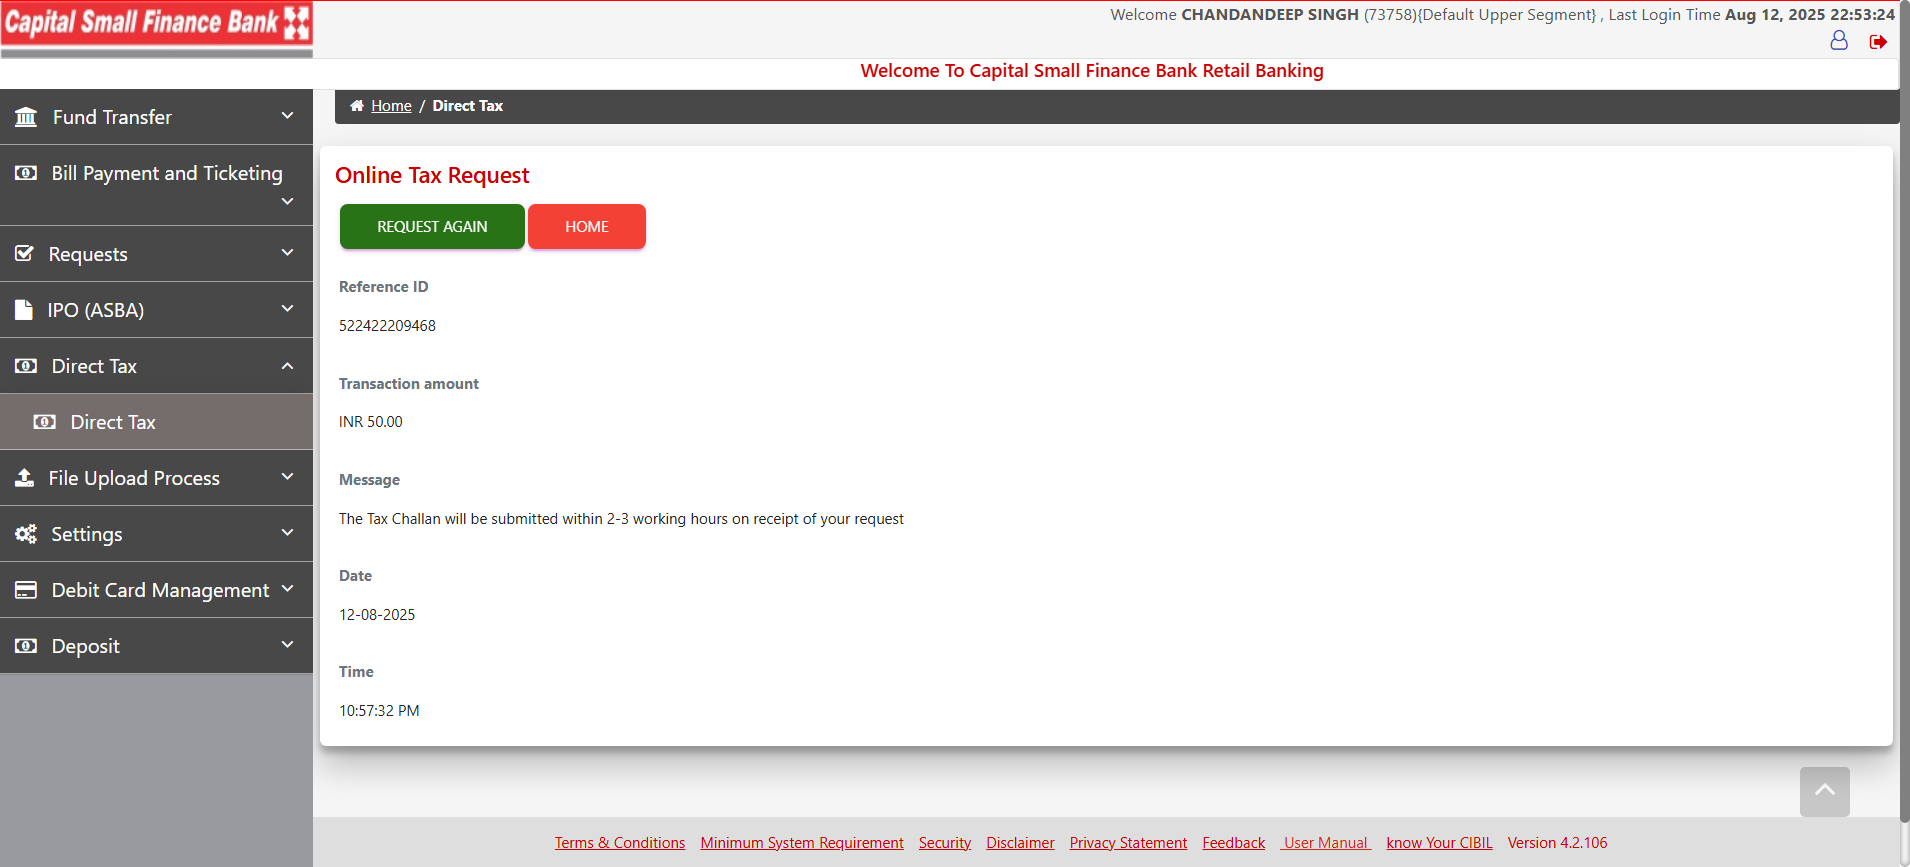 Capital Small Finance Bank
Welcome CHANDANDEEP SINGH (73758){Default Upper Segment} , Last Login Time Aug 12, 2025 22:53:24
Welcome To Capital Small Finance Bank Retail Banking
Fund Transfer
Bill Payment and Ticketing
Requests
IPO (ASBA)
Direct Tax
Direct Tax
File Upload Process
Settings
Debit Card Management
Deposit
Home / Direct Tax
Online Tax Request
REQUEST AGAIN HOME
Reference ID
522422209468
Transaction amount
INR 50.00
Message
The Tax Challan will be submitted within 2-3 working hours on receipt of your request
Date
12-08-2025
Time
10:57:32 PM
Terms & Conditions Minimum System Requirement Security Disclaimer Privacy Statement Feedback User Manual know Your CIBIL Version 4.2.106